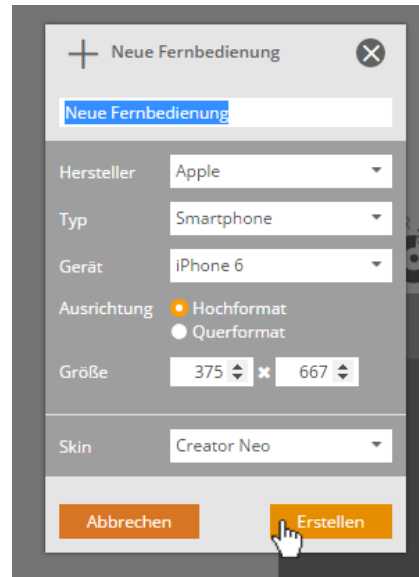 Neue Fernbedienung
Neue Fernbedienung
Hersteller Apple
Typ Smartphone
Gerät iPhone 6
Ausrichtung Hochformat
Querformat
Größe 375 × 667
Skin Creator Neo
Abbrechen Erstellen